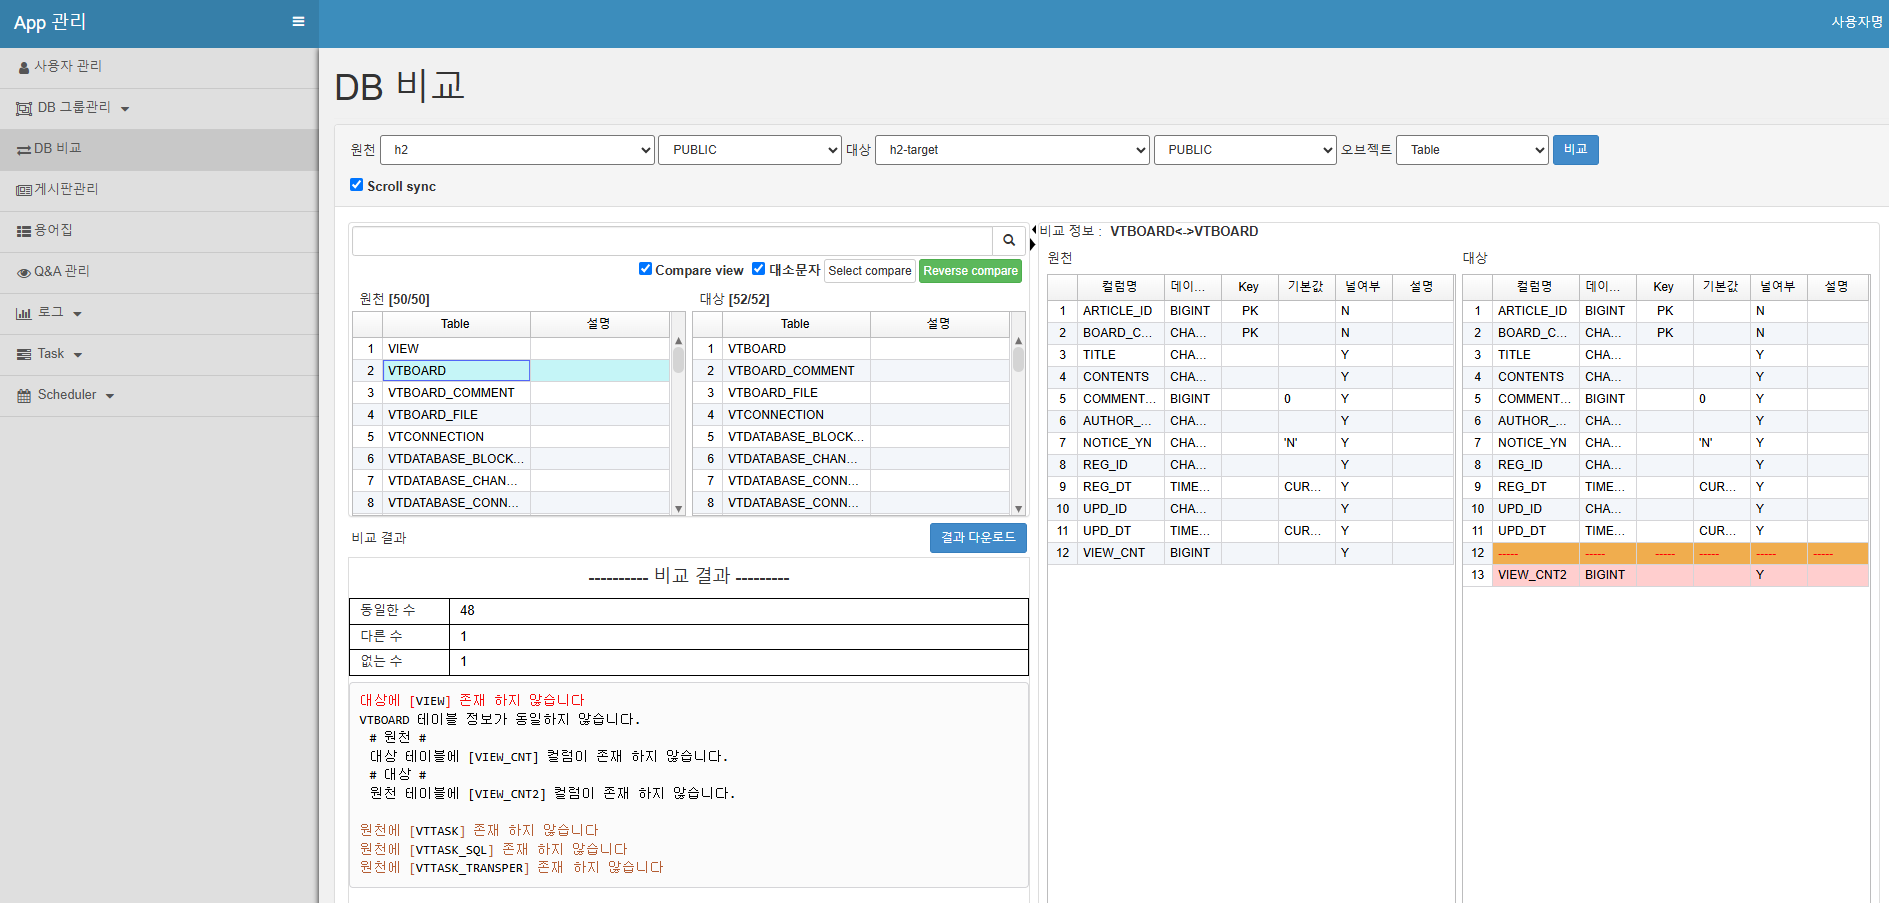 App 관리
사용자명
사용자 관리
DB 그룹관리
DB 비교
게시판관리
용어집
Q&A 관리
로그
Task
Scheduler
DB 비교
원천 h2 PUBLIC 대상 h2-target PUBLIC 오브젝트 Table 비교
Scroll sync
Compare view 대소문자 Select compare Reverse compare
원천 [50/50]
Table 설명
1 VIEW
2 VTBOARD
3 VTBOARD_COMMENT
4 VTBOARD_FILE
5 VTCONNECTION
6 VTDATABASE_BLOCK...
7 VTDATABASE_CHAN...
8 VTDATABASE_CONN...
대상 [52/52]
Table 설명
1 VTBOARD
2 VTBOARD_COMMENT
3 VTBOARD_FILE
4 VTCONNECTION
5 VTDATABASE_BLOCK...
6 VTDATABASE_CHAN...
7 VTDATABASE_CONN...
8 VTDATABASE_CONN...
비교 결과 결과 다운로드
---------- 비교 결과 ---------
동일한 수 48
다른 수 1
없는 수 1
대상에 [VIEW] 존재 하지 않습니다
VTBOARD 테이블 정보가 동일하지 않습니다.
# 원천 #
대상 테이블에 [VIEW_CNT] 컬럼이 존재 하지 않습니다.
# 대상 #
원천 테이블에 [VIEW_CNT2] 컬럼이 존재 하지 않습니다.
원천에 [VTTASK] 존재 하지 않습니다
원천에 [VTTASK_SQL] 존재 하지 않습니다
원천에 [VTTASK_TRANSPER] 존재 하지 않습니다
비교 정보 : VTBOARD<->VTBOARD
원천
컬럼명 데이... Key 기본값 널여부 설명
1 ARTICLE_ID BIGINT PK N
2 BOARD_C... CHA... PK N
3 TITLE CHA... Y
4 CONTENTS CHA... Y
5 COMMENT... BIGINT 0 Y
6 AUTHOR_... CHA... Y
7 NOTICE_YN CHA... 'N' Y
8 REG_ID CHA... Y
9 REG_DT TIME... CUR... Y
10 UPD_ID CHA... Y
11 UPD_DT TIME... CUR... Y
12 VIEW_CNT BIGINT Y
대상
컬럼명 데이... Key 기본값 널여부 설명
1 ARTICLE_ID BIGINT PK N
2 BOARD_C... CHA... PK N
3 TITLE CHA... Y
4 CONTENTS CHA... Y
5 COMMENT... BIGINT 0 Y
6 AUTHOR_... CHA... Y
7 NOTICE_YN CHA... 'N' Y
8 REG_ID CHA... Y
9 REG_DT TIME... CUR... Y
10 UPD_ID CHA... Y
11 UPD_DT TIME... CUR... Y
12 ----- ----- ----- ----- ----- -----
13 VIEW_CNT2 BIGINT Y